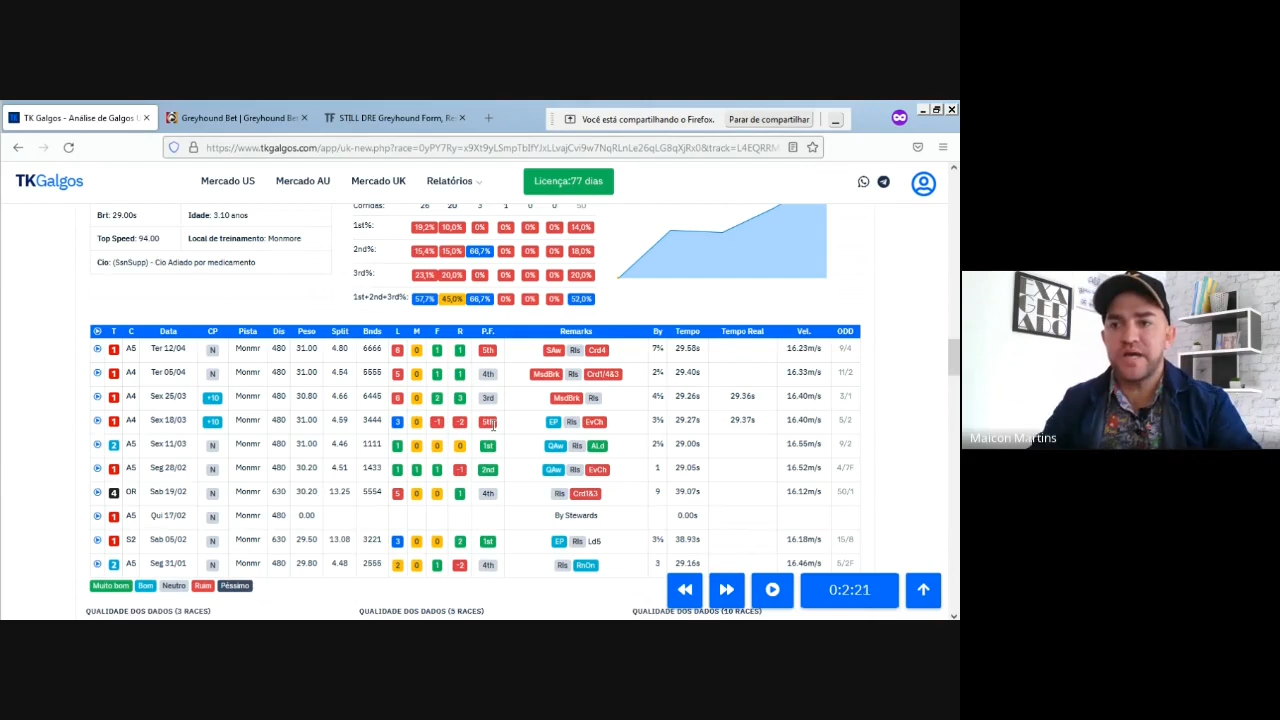 TK Galgos - Análise de Galgos
Greyhound Bet | Greyhound Be
TF STILL DRE Greyhound Form, Re
Você está compartilhando o Firefox.
Parar de compartilhar
TKGalgos
Mercado US
Mercado AU
Mercado UK
Relatórios
Licença:77 dias
Corridas: 26 20 3 1 0 0 50
Brt: 29.00s Idade: 3.10 anos
Top Speed: 94.00 Local de treinamento: Monmore
Cio: (SsnSupp) - Cio Adiado por medicamento
1st%: 19,2% 10,0% 0% 0% 0% 0% 14,0%
2nd%: 15,4% 15,0% 66,7% 0% 0% 0% 18,0%
3rd%: 23,1% 20,0% 0% 0% 0% 0% 20,0%
1st+2nd+3rd%: 57,7% 45,0% 66,7% 0% 0% 0% 52,0%
T C Data CP Pista Dis Peso Split Bnds L M F R P.F. Remarks By Tempo Tempo Real Vel. ODD
1 A5 Ter 12/04 N Monmr 480 31.00 4.80 6666 6 0 1 1 5th SAw Rls Crd4 7¾ 29.58s 16.23m/s 9/4
1 A4 Ter 05/04 N Monmr 480 31.00 4.54 5555 5 0 1 1 4th MsdBrk Rls Crd1/4&3 2¾ 29.40s 16.33m/s 11/2
1 A4 Sex 25/03 +10 Monmr 480 30.80 4.66 6445 6 0 2 3 3rd MsdBrk Rls 29.26s 29.36s 16.40m/s 3/1
1 A4 Sex 18/03 +10 Monmr 480 31.00 4.59 3444 3 0 -1 -2 5th EP Rls EvCh 29.27s 29.37s 16.40m/s 5/2
2 A5 Sex 11/03 N Monmr 480 31.00 4.46 1111 1 0 0 0 1st QAw Rls ALd 29.00s 16.55m/s 9/2
1 A5 Seg 28/02 N Monmr 480 30.20 4.51 1433 1 1 1 -1 2nd QAw Rls EvCh 1 29.05s 16.52m/s 4/7F
4 OR Sab 19/02 N Monmr 630 30.20 13.25 5554 5 0 0 1 4th Rls Crd1&3 9 39.07s 16.12m/s 50/1
1 A5 Qui 17/02 N Monmr 480 0.00 By Stewards 0.00s
1 S2 Sab 05/02 N Monmr 630 29.50 13.08 3221 3 0 0 2 1st EP Rls Ld5 38.93s 16.18m/s 15/8
2 A5 Seg 31/01 N Monmr 480 29.80 4.48 2555 2 0 1 -2 4th Rls RnOn 3 29.16s 16.46m/s 5/2F
Muito bom Bom Neutro Ruim Péssimo
0:2:21
QUALIDADE DOS DADOS (3 RACES) QUALIDADE DOS DADOS (5 RACES) QUALIDADE DOS DADOS (10 RACES)
EXA
GER
ADO
Maicon Martins